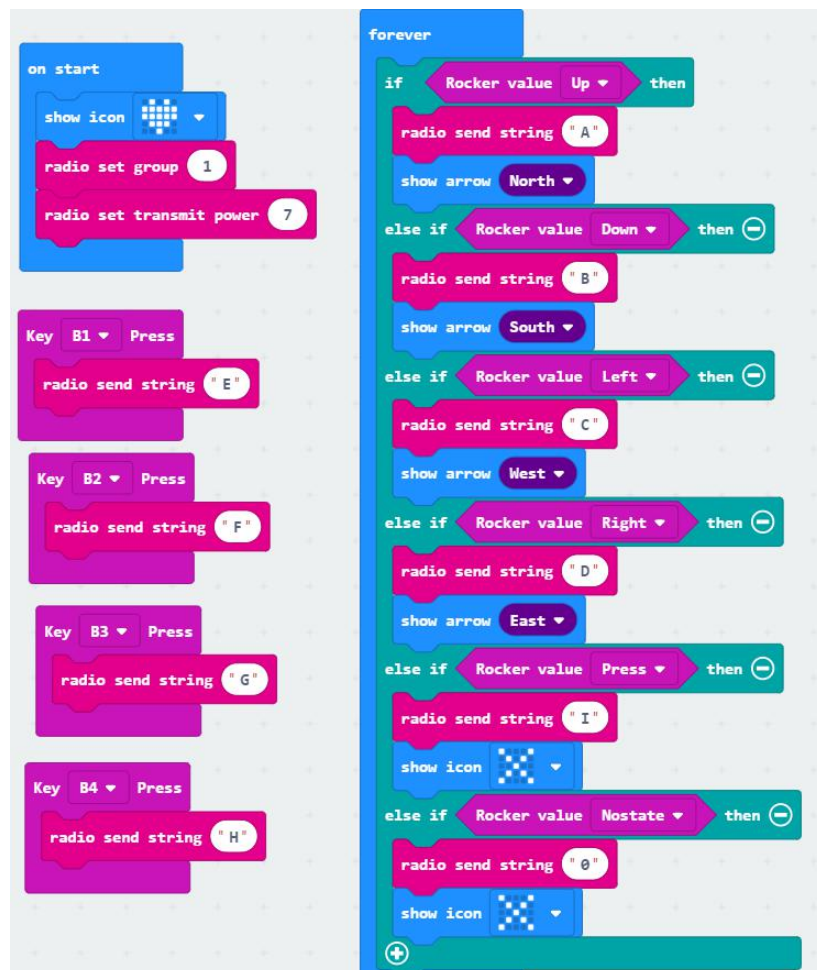 on start
show icon
radio set group 1
radio set transmit power 7
Key B1 Press
radio send string "E"
Key B2 Press
radio send string "F"
Key B3 Press
radio send string "G"
Key B4 Press
radio send string "H"
forever
if Rocker value Up then
radio send string "A"
show arrow North
else if Rocker value Down then
radio send string "B"
show arrow South
else if Rocker value Left then
radio send string "C"
show arrow West
else if Rocker value Right then
radio send string "D"
show arrow East
else if Rocker value Press then
radio send string "I"
show icon
else if Rocker value Nostate then
radio send string "0"
show icon